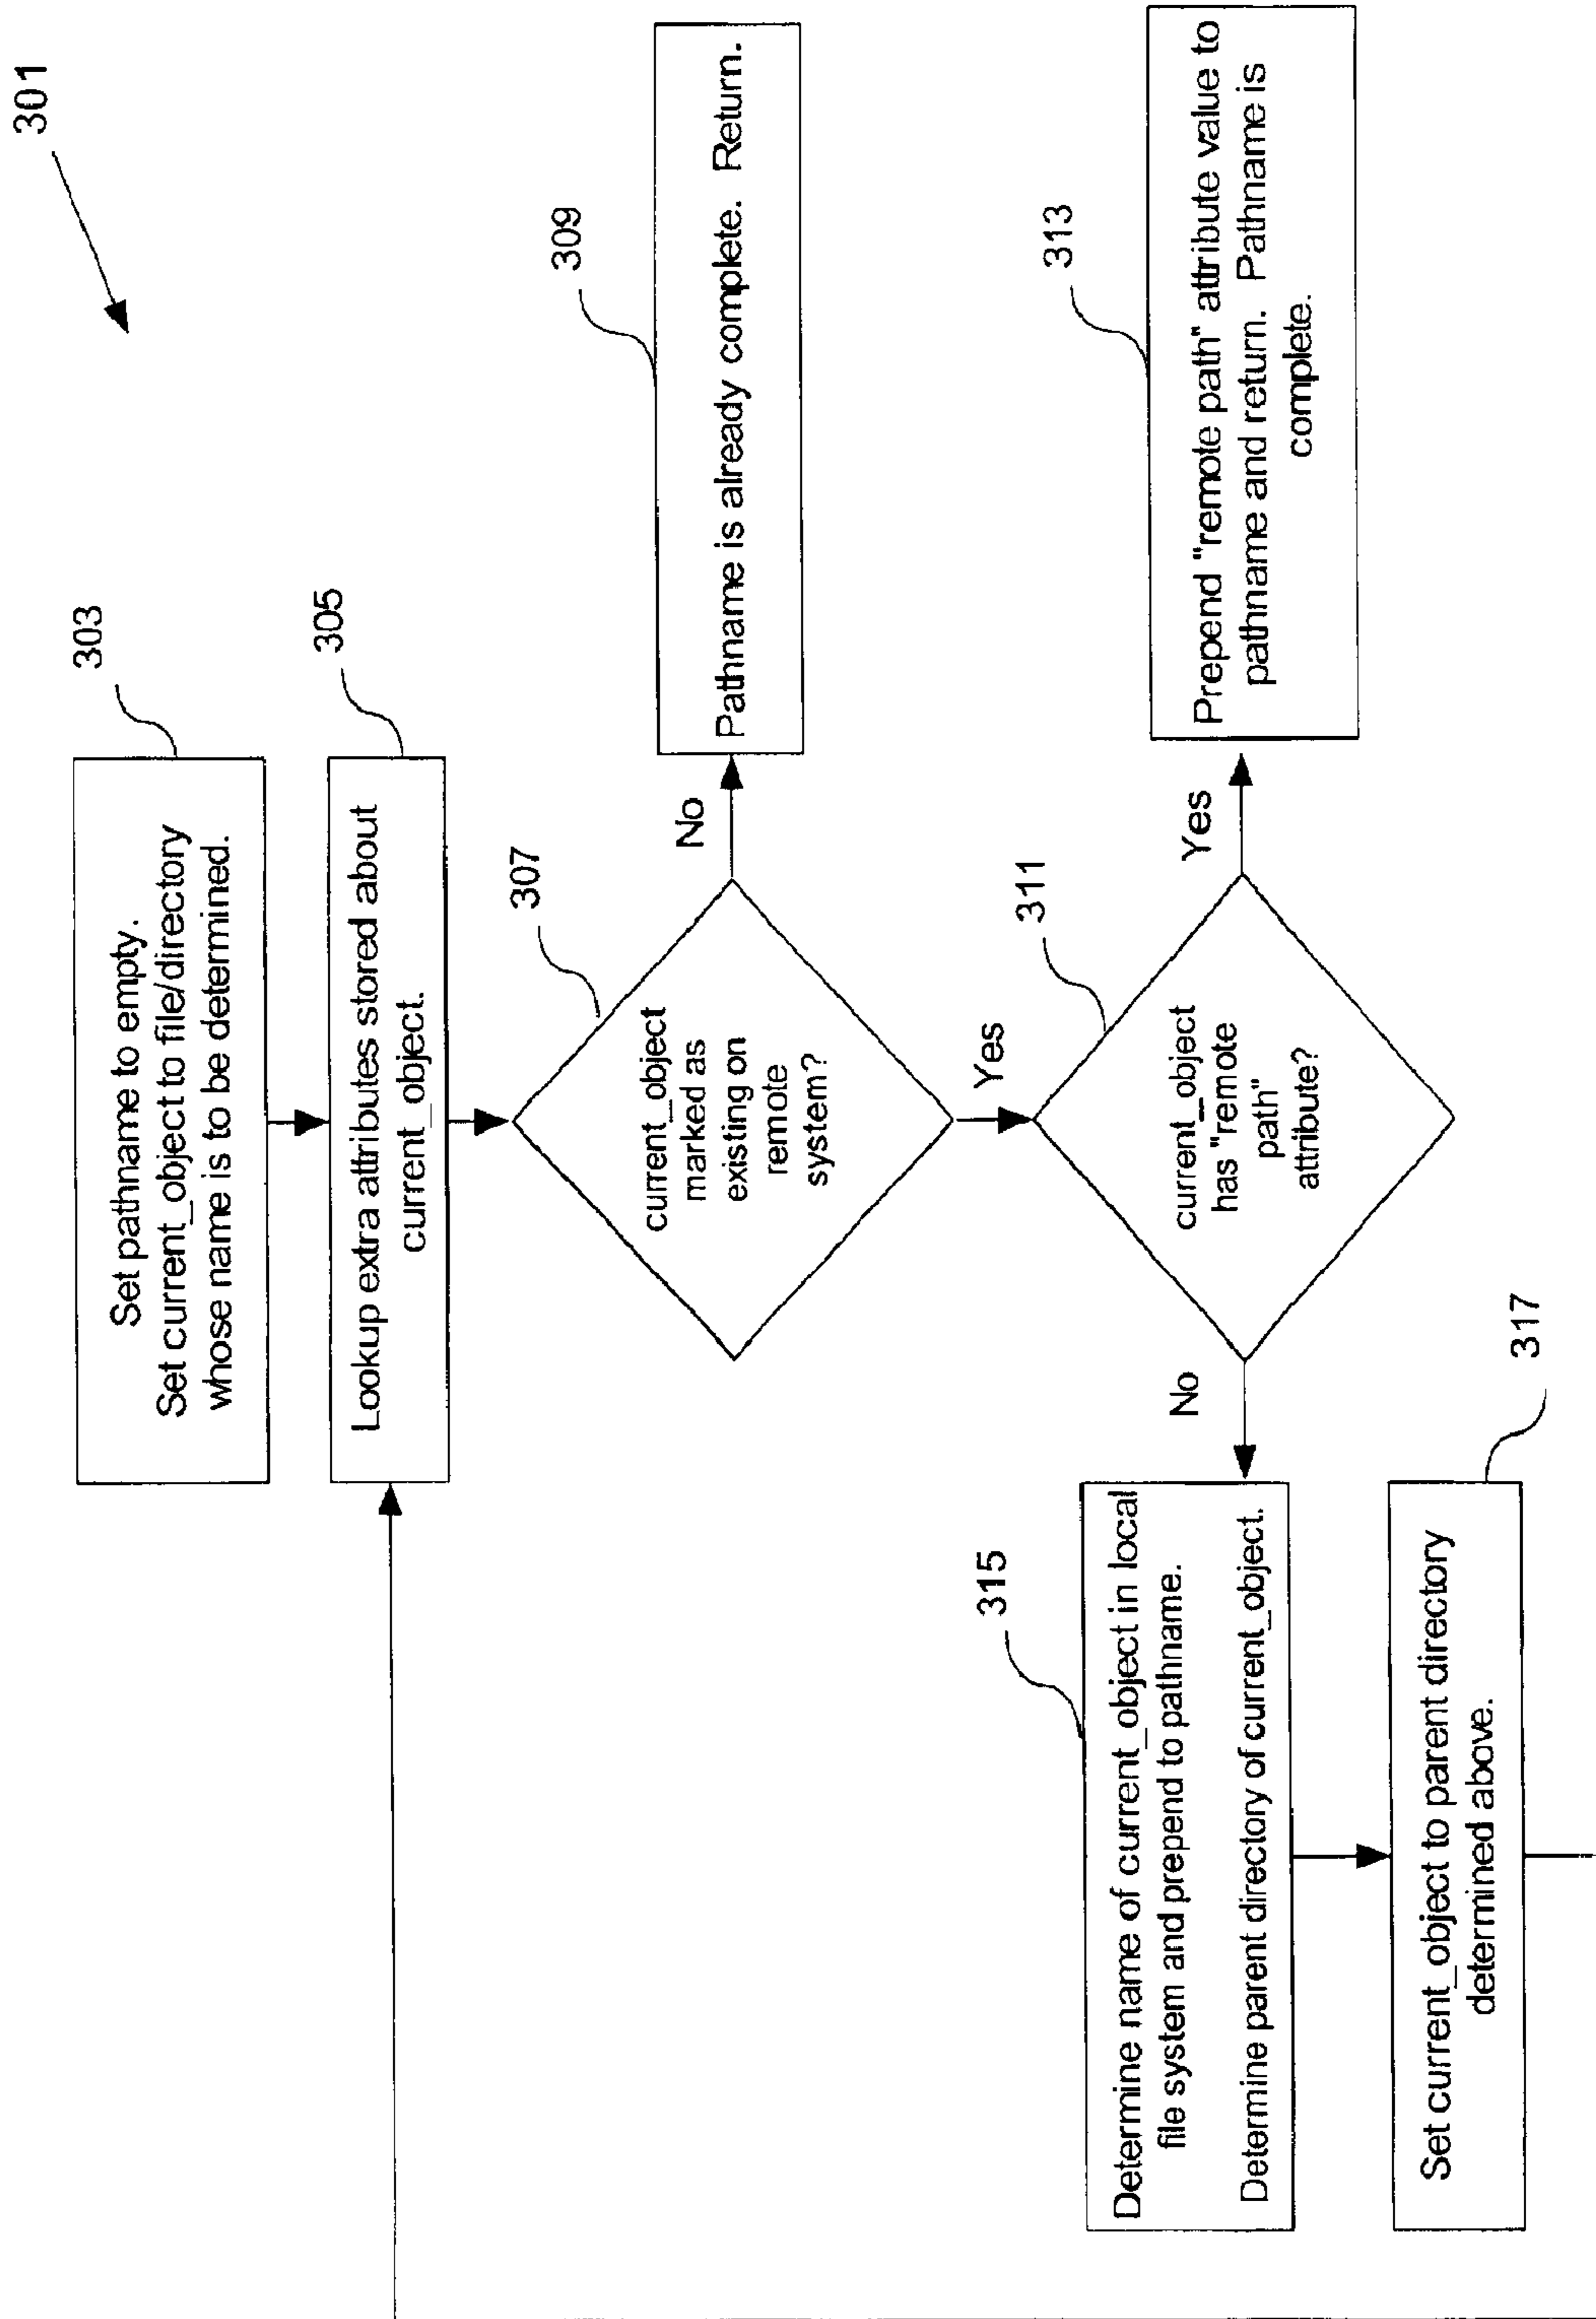 301
303
Set pathname to empty.
Set current_object to file/directory
whose name is to be determined.
305
Lookup extra attributes stored about
current_object.
307
current_object
marked as
existing on
remote
system?
No
309
Pathname is already complete. Return.
Yes
311
current_object
has "remote
path"
attribute?
Yes
313
Prepend "remote path" attribute value to
pathname and return. Pathname is
complete.
No
315
Determine name of current_object in local
file system and prepend to pathname.
Determine parent directory of current_object.
317
Set current_object to parent directory
determined above.